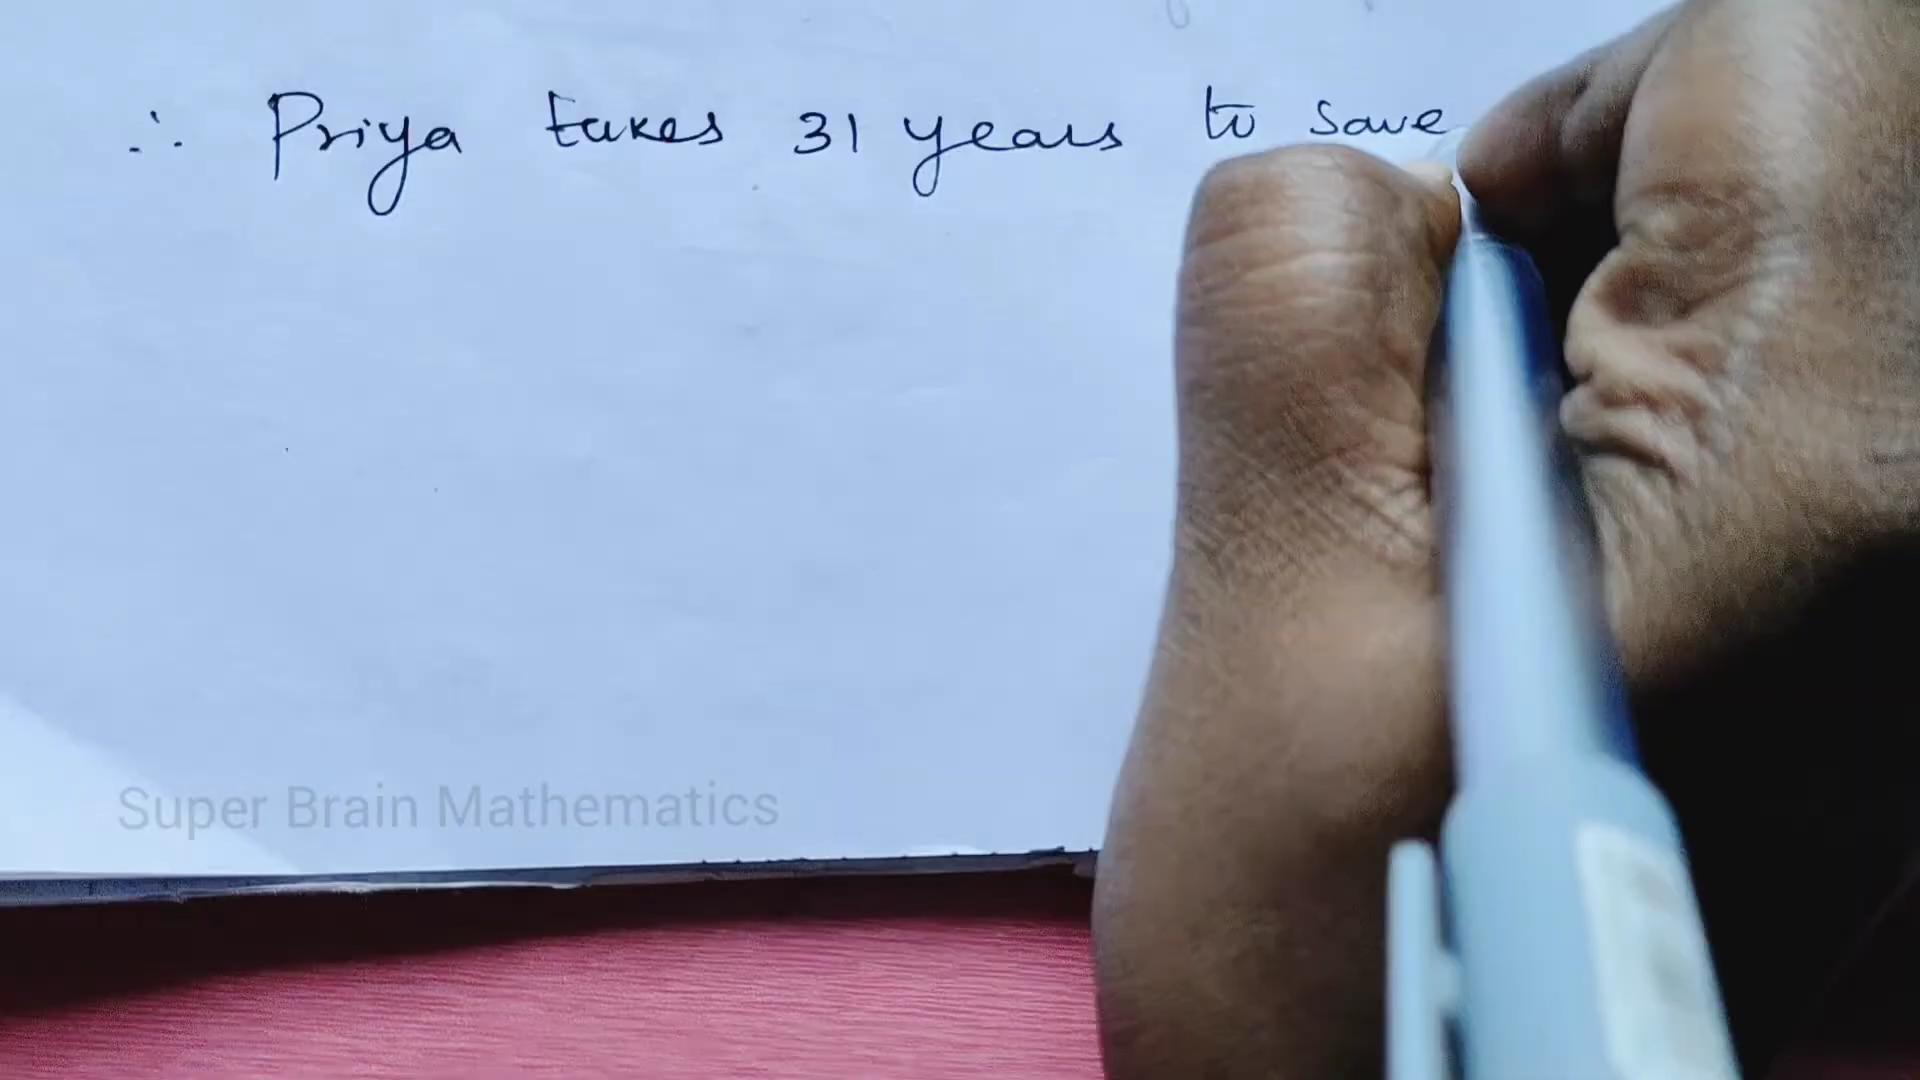 ∴ Priya takes 31 years to save
Super Brain Mathematics